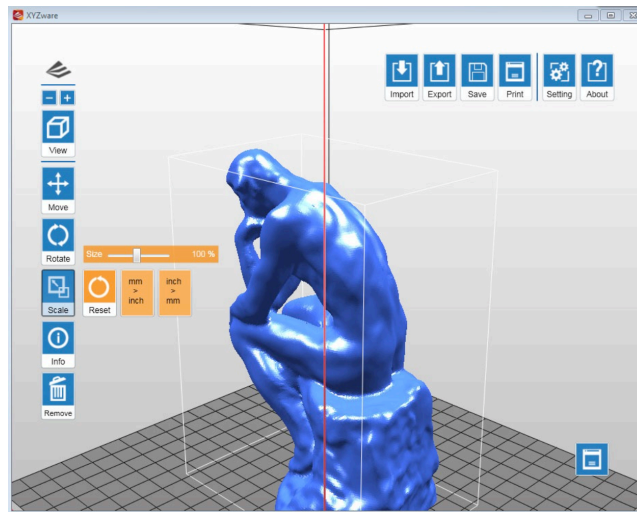 XYZware
Import
Export
Save
Print
Setting
About
View
Move
Rotate
Size
100 %
Scale
Reset
mm
>
inch
inch
>
mm
Info
Remove